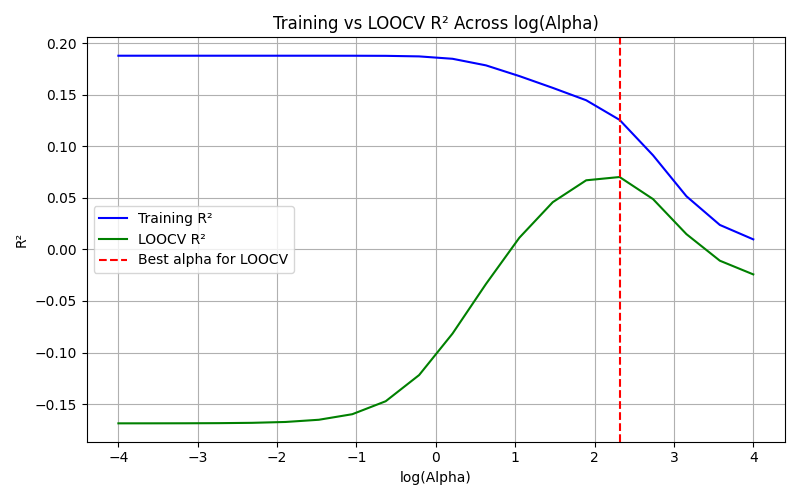 Training vs LOOCV R² Across log(Alpha)
0.20
0.15
0.10
0.05
0.00
−0.05
−0.10
−0.15
R²
Training R²
LOOCV R²
Best alpha for LOOCV
−4
−3
−2
−1
0
1
2
3
4
log(Alpha)